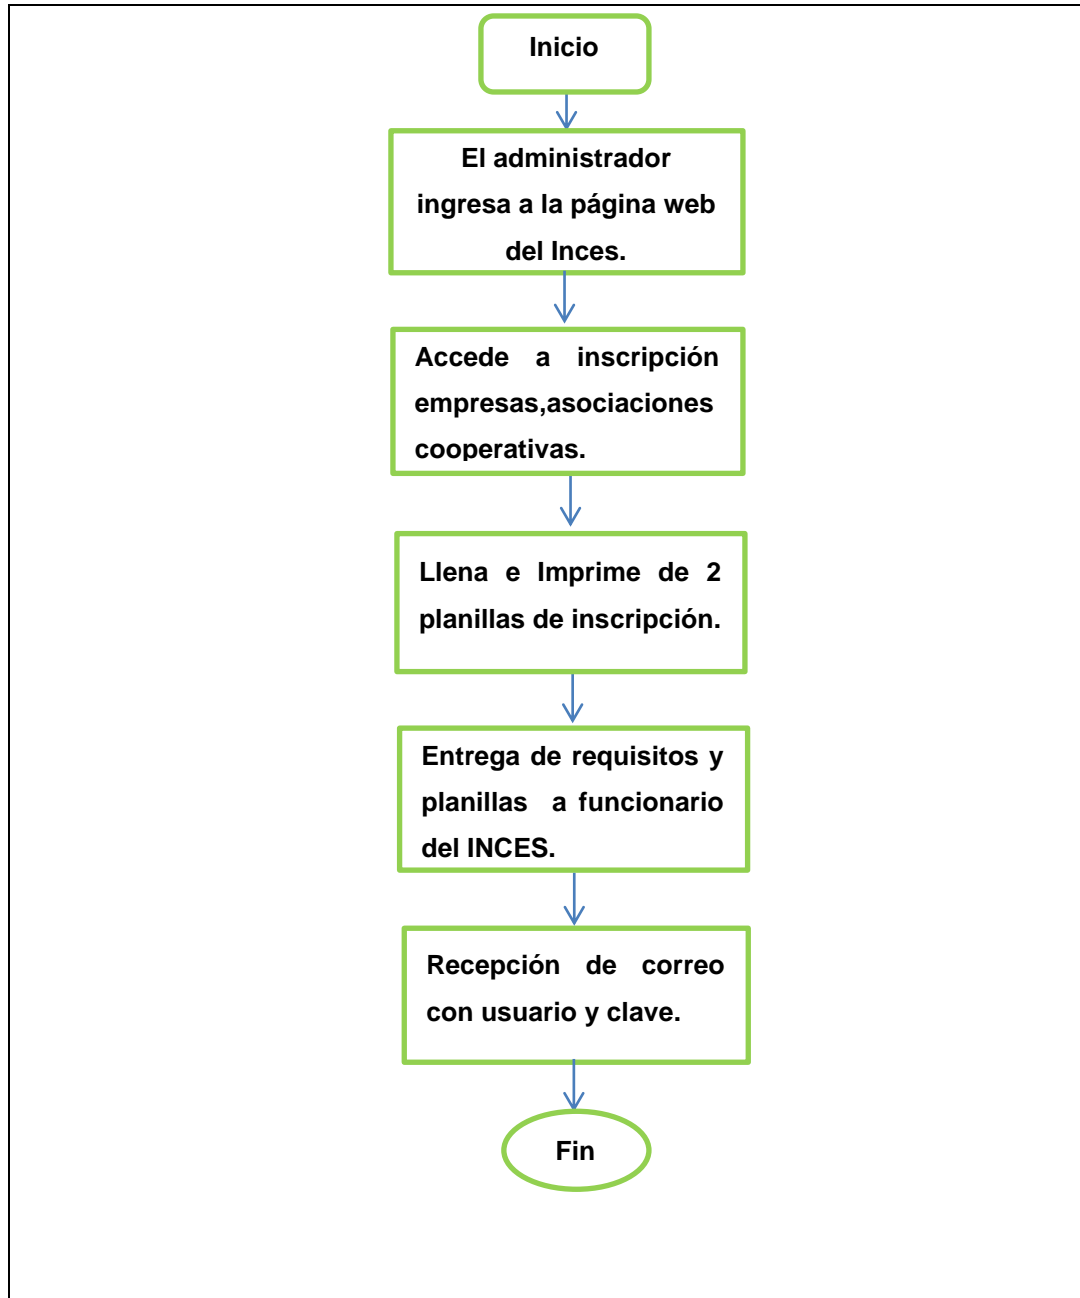 Inicio
El administrador
ingresa a la página web
del Inces.
Accede a inscripción
empresas,asociaciones
cooperativas.
Llena e Imprime de 2
planillas de inscripción.
Entrega de requisitos y
planillas a funcionario
del INCES.
Recepción de correo
con usuario y clave.
Fin